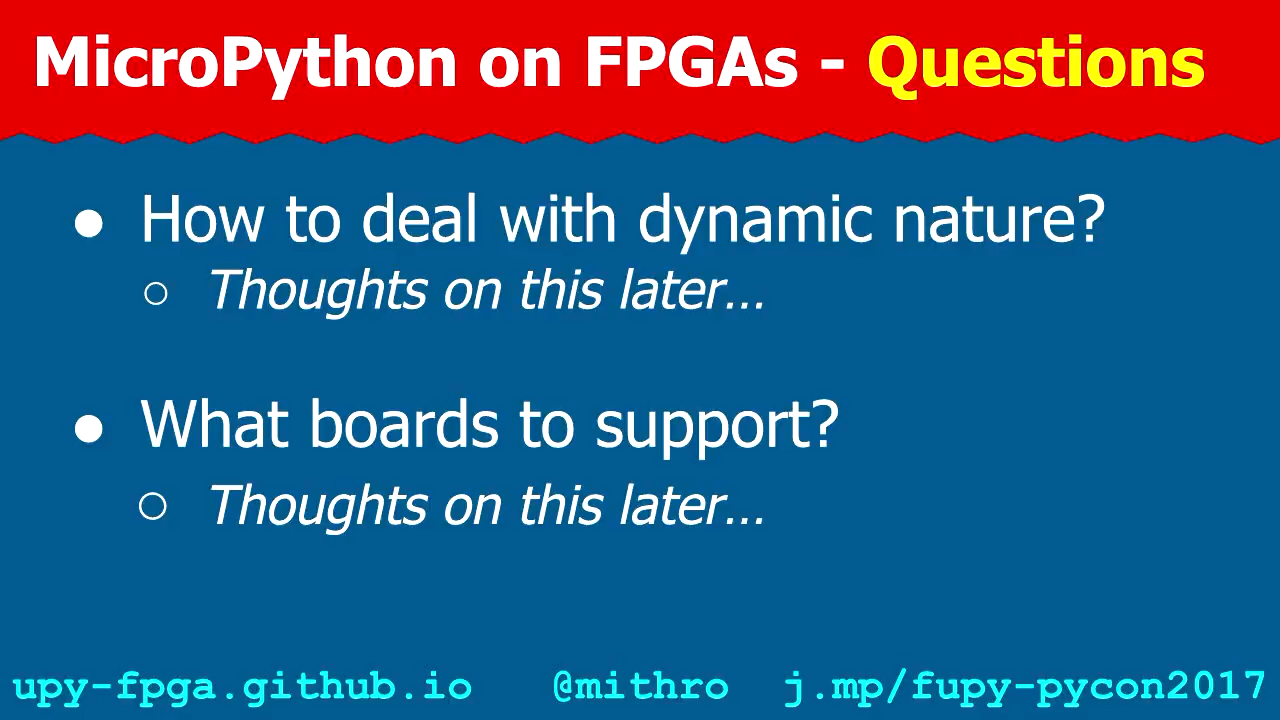 MicroPython on FPGAs - Questions
● How to deal with dynamic nature?
○ Thoughts on this later…
● What boards to support?
○ Thoughts on this later…
upy-fpga.github.io @mithro j.mp/fupy-pycon2017